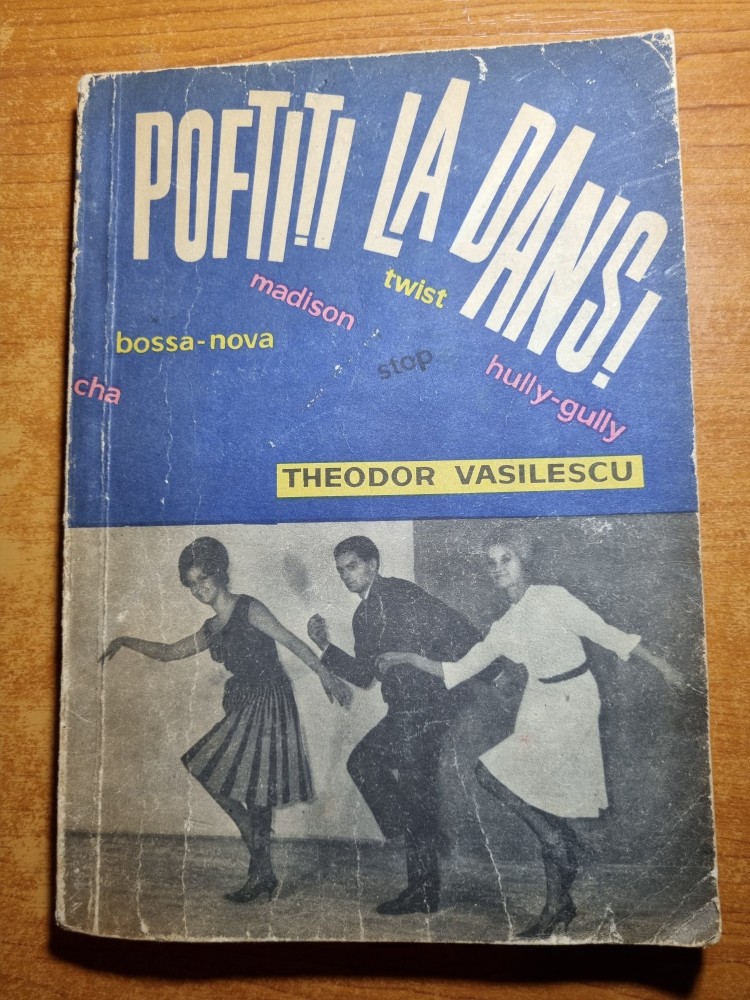 POFTIȚI LA DANS!
madison
twist
bossa-nova
stop
cha
hully-gully
THEODOR VASILESCU